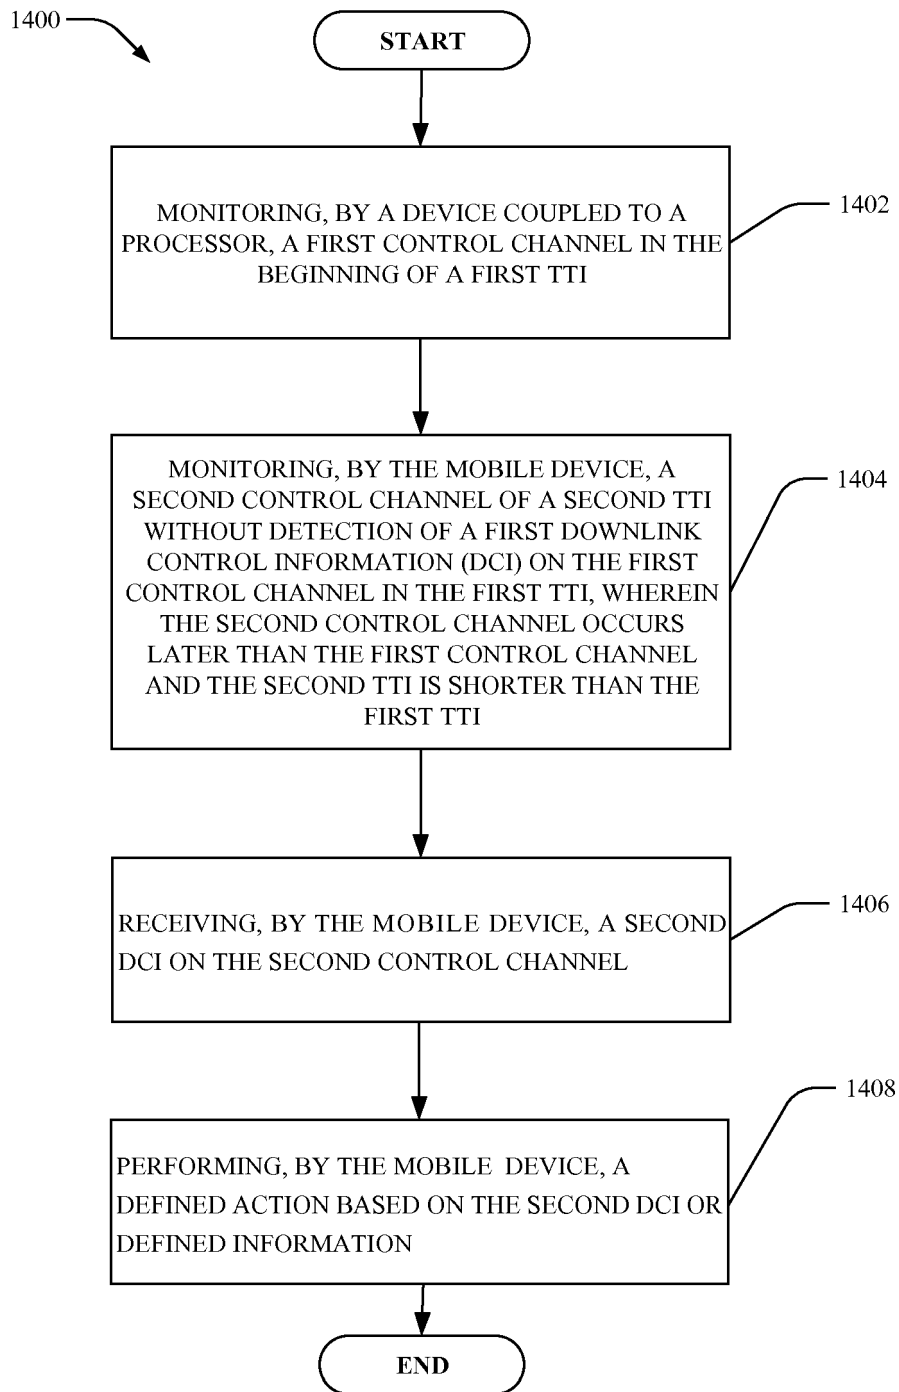 1400
START
MONITORING, BY A DEVICE COUPLED TO A
PROCESSOR, A FIRST CONTROL CHANNEL IN THE
BEGINNING OF A FIRST TTI
1402
MONITORING, BY THE MOBILE DEVICE, A
SECOND CONTROL CHANNEL OF A SECOND TTI
WITHOUT DETECTION OF A FIRST DOWNLINK
CONTROL INFORMATION (DCI) ON THE FIRST
CONTROL CHANNEL IN THE FIRST TTI, WHEREIN
THE SECOND CONTROL CHANNEL OCCURS
LATER THAN THE FIRST CONTROL CHANNEL
AND THE SECOND TTI IS SHORTER THAN THE
FIRST TTI
1404
RECEIVING, BY THE MOBILE DEVICE, A SECOND
DCI ON THE SECOND CONTROL CHANNEL
1406
PERFORMING, BY THE MOBILE DEVICE, A
DEFINED ACTION BASED ON THE SECOND DCI OR
DEFINED INFORMATION
1408
END